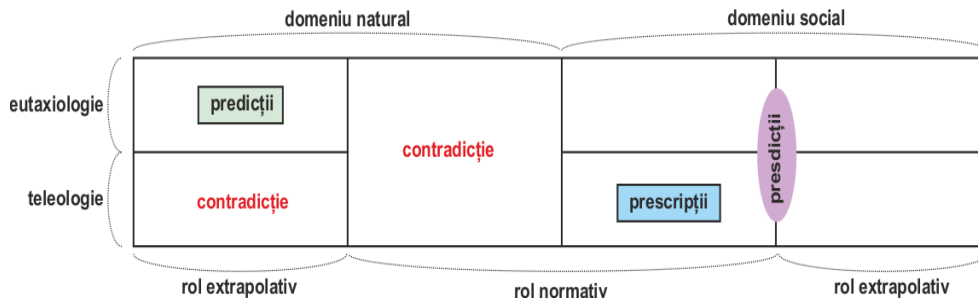 domeniu natural
domeniu social
eutaxiologie
predicții
contradicție
presdicții
teleologie
contradicție
prescripții
rol extrapolativ
rol normativ
rol extrapolativ